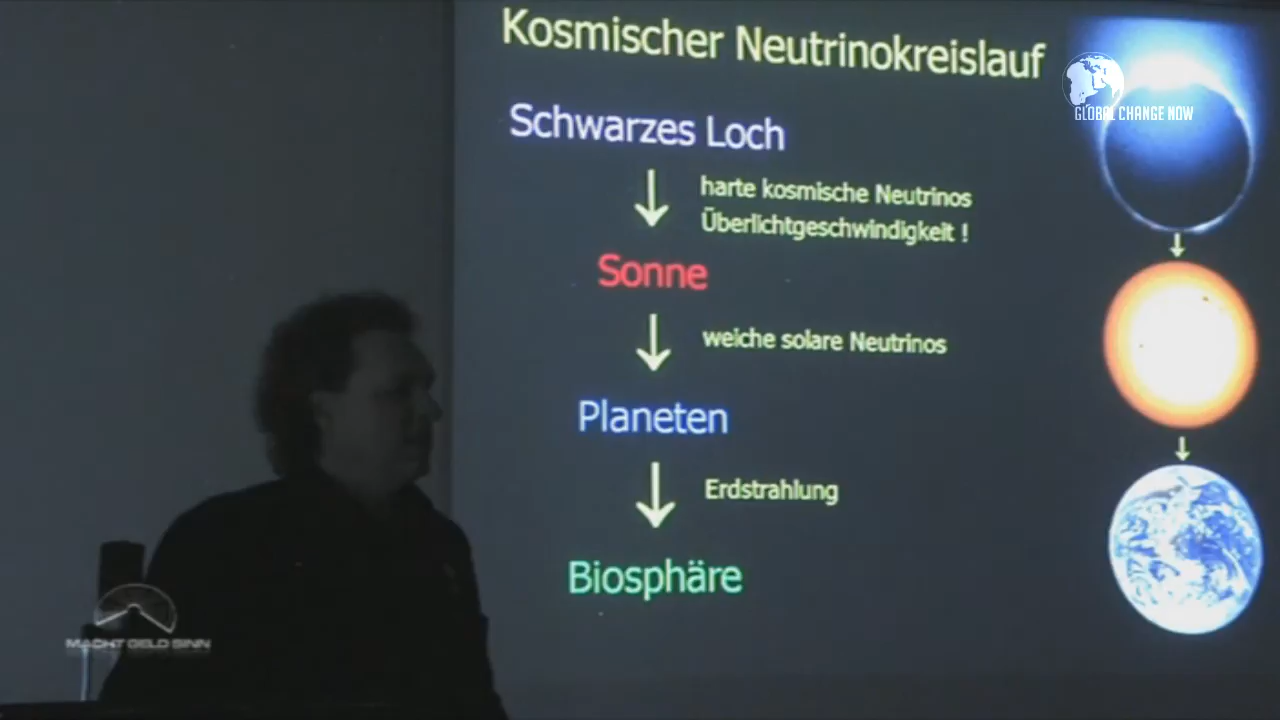 Kosmischer Neutrinokreislauf
GLOBAL CHANGE NOW
Schwarzes Loch
harte kosmische Neutrinos
Überlichtgeschwindigkeit !
Sonne
weiche solare Neutrinos
Planeten
Erdstrahlung
Biosphäre
MACHT GELD SINN